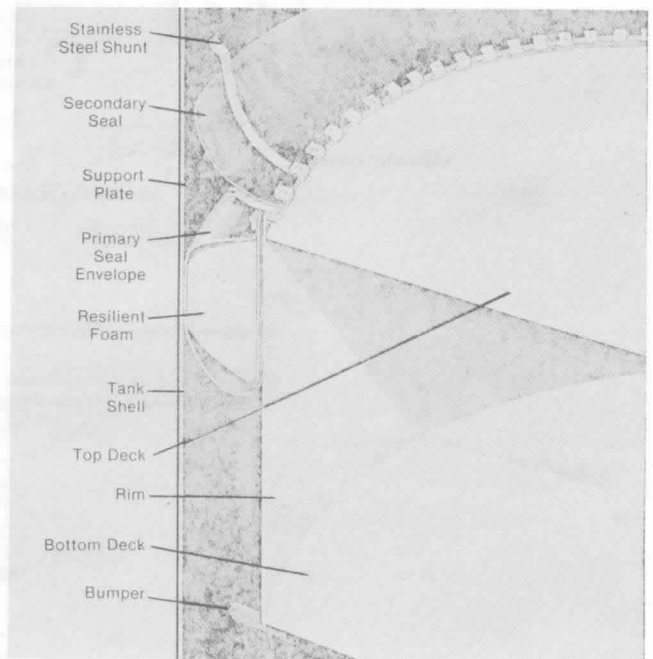 Stainless
Steel Shunt
Secondary
Seal
Support
Plate
Primary
Seal
Envelope
Resilient
Foam
Tank
Shell
Top Deck
Rim
Bottom Deck
Bumper